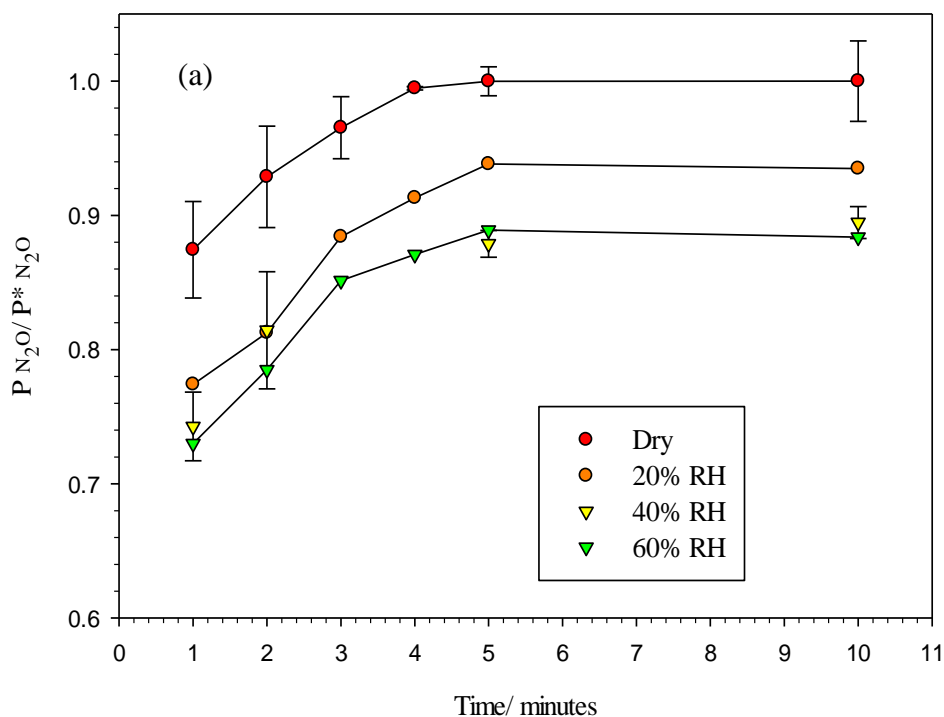 (a)
1.0
0.9
0.8
0.7
0.6
P N₂O/ P* N₂O
Dry
20% RH
40% RH
60% RH
0 1 2 3 4 5 6 7 8 9 10 11
Time/ minutes